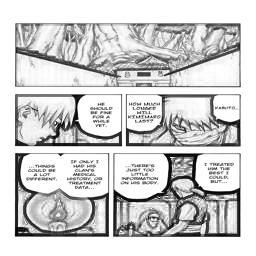 KABUTO...
HOW MUCH
LONGER
WILL
KIMIMARO
LAST?
HE
SHOULD
BE FINE
FOR A
WHILE
YET.
I TREATED
HIM THE
BEST I
COULD,
BUT...
...THERE'S
JUST TOO
LITTLE
INFORMATION
ON HIS BODY.
IF ONLY I
HAD HIS
CLAN'S
MEDICAL
HISTORY, OR
TREATMENT
DATA...
...THINGS
COULD BE
A LOT
DIFFERENT.